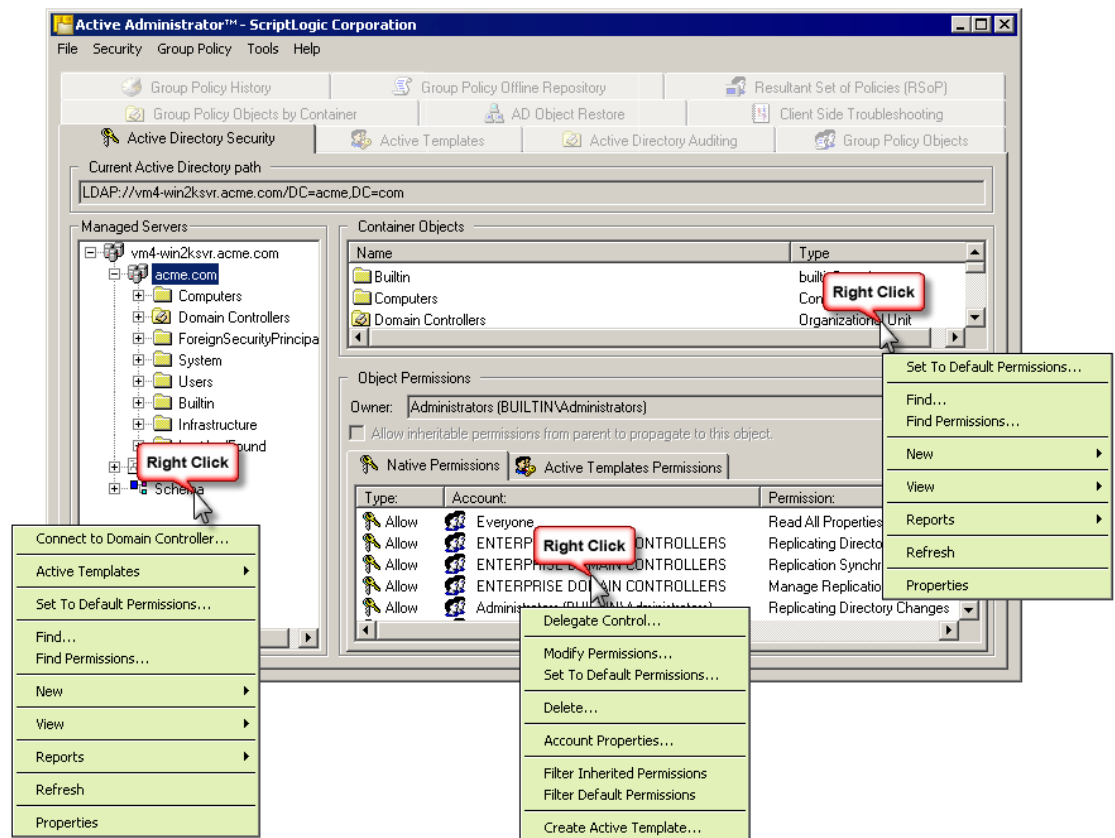 Active Administrator™ - ScriptLogic Corporation
File Security Group Policy Tools Help
Group Policy History Group Policy Offline Repository Resultant Set of Policies (RSoP)
Group Policy Objects by Container AD Object Restore Client Side Troubleshooting
Active Directory Security Active Templates Active Directory Auditing Group Policy Objects
Current Active Directory path
LDAP://vm4-win2ksvr.acme.com/DC=acme,DC=com
Managed Servers
vm4-win2ksvr.acme.com
acme.com
Computers
Domain Controllers
ForeignSecurityPrincipa
System
Users
Builtin
Infrastructure
Right Click
Schema
Connect to Domain Controller...
Active Templates
Set To Default Permissions...
Find...
Find Permissions...
New
View
Reports
Refresh
Properties
Container Objects
Name Type
Builtin
Computers
Domain Controllers Organizational Unit
Right Click
Set To Default Permissions...
Find...
Find Permissions...
New
View
Reports
Refresh
Properties
Object Permissions
Owner: Administrators (BUILTIN\Administrators)
Allow inheritable permissions from parent to propagate to this object.
Native Permissions Active Templates Permissions
Type: Account: Permission:
Allow Everyone Read All Properties
Allow CONTROLLERS Replicating Directo
Allow ENTERPRISE DOMAIN CONTROLLERS Replication Synchr
Allow ENTERPRISE DOMAIN CONTROLLERS Manage Replicatio
Allow Administrators (BUILTIN\Administrators) Replicating Directory Changes
Right Click
Delegate Control...
Modify Permissions...
Set To Default Permissions...
Delete...
Account Properties...
Filter Inherited Permissions
Filter Default Permissions
Create Active Template...